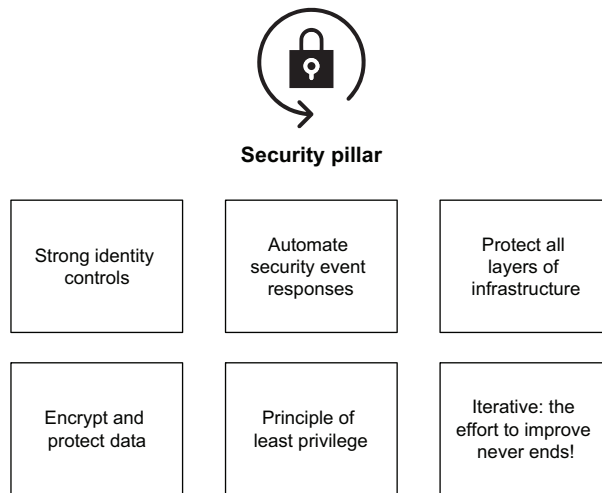 Security pillar
Strong identity
controls
Automate
security event
responses
Protect all
layers of
infrastructure
Encrypt and
protect data
Principle of
least privilege
Iterative: the
effort to improve
never ends!